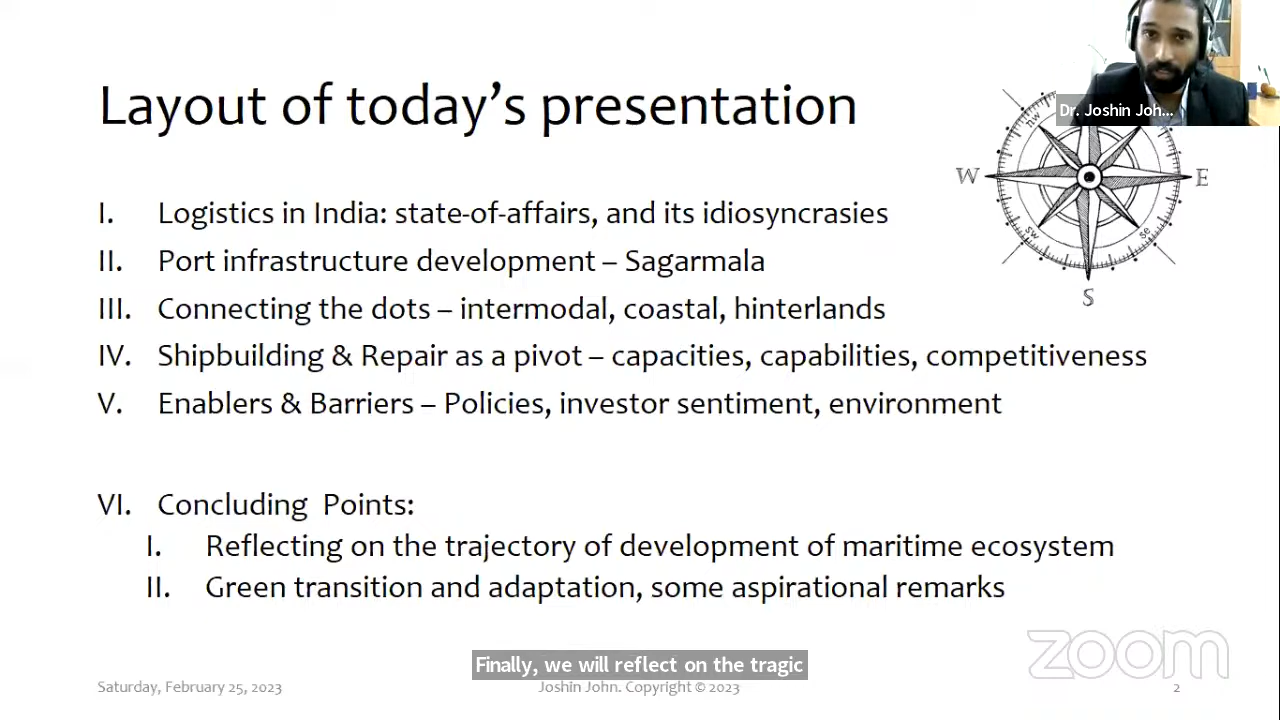 Layout of today's presentation
Dr. Joshin Joh...
nw
W
E
sw
se
S
I. Logistics in India: state-of-affairs, and its idiosyncrasies
II. Port infrastructure development – Sagarmala
III. Connecting the dots – intermodal, coastal, hinterlands
IV. Shipbuilding & Repair as a pivot – capacities, capabilities, competitiveness
V. Enablers & Barriers – Policies, investor sentiment, environment
VI. Concluding Points:
I. Reflecting on the trajectory of development of maritime ecosystem
II. Green transition and adaptation, some aspirational remarks
zoom
Finally, we will reflect on the tragic
Saturday, February 25, 2023
Joshin John. Copyright © 2023
2